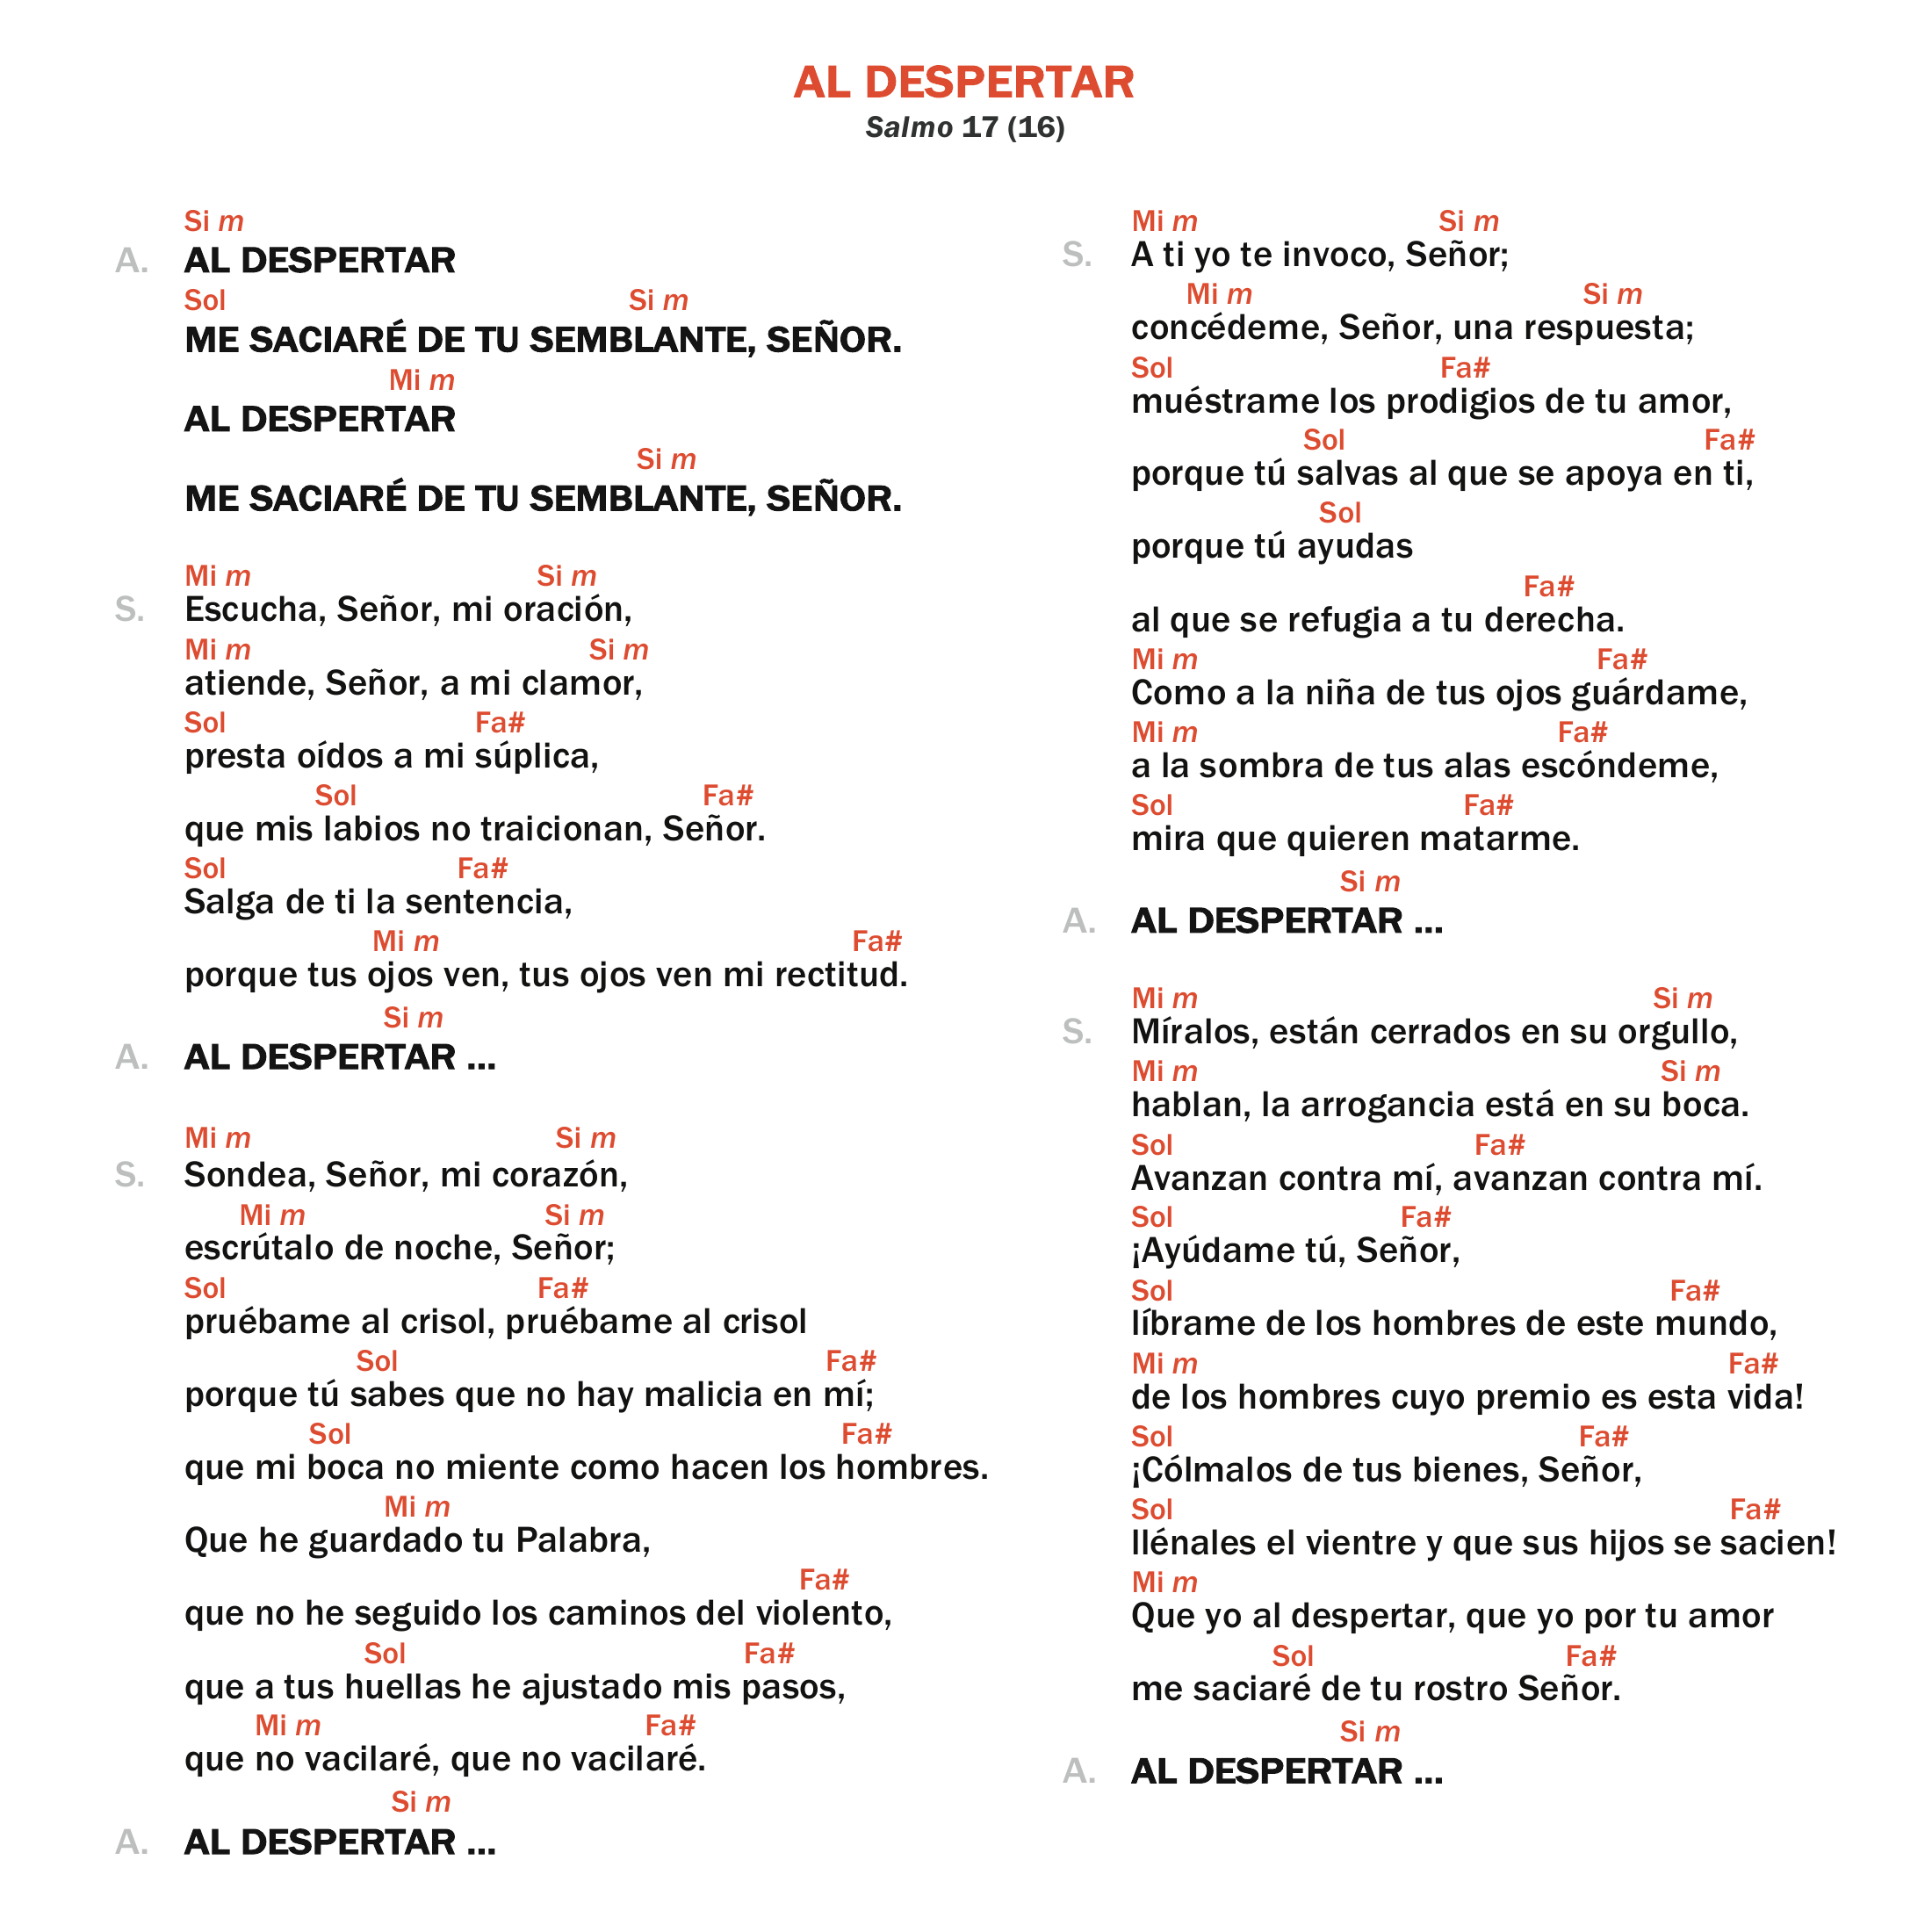 AL DESPERTAR
Salmo 17 (16)
Si m
A. AL DESPERTAR
Sol Si m
ME SACIARÉ DE TU SEMBLANTE, SEÑOR.
Mi m
AL DESPERTAR
Si m
ME SACIARÉ DE TU SEMBLANTE, SEÑOR.
Mi m Si m
S. Escucha, Señor, mi oración,
Mi m Si m
atiende, Señor, a mi clamor,
Sol Fa#
presta oídos a mi súplica,
Sol Fa#
que mis labios no traicionan, Señor.
Sol Fa#
Salga de ti la sentencia,
Mi m Fa#
porque tus ojos ven, tus ojos ven mi rectitud.
Si m
A. AL DESPERTAR ...
Mi m Si m
S. Sondea, Señor, mi corazón,
Mi m Si m
escrútalo de noche, Señor;
Sol Fa#
pruébame al crisol, pruébame al crisol
Sol Fa#
porque tú sabes que no hay malicia en mí;
Sol Fa#
que mi boca no miente como hacen los hombres.
Mi m
Que he guardado tu Palabra,
Fa#
que no he seguido los caminos del violento,
Sol Fa#
que a tus huellas he ajustado mis pasos,
Mi m Fa#
que no vacilaré, que no vacilaré.
Si m
A. AL DESPERTAR ...
Mi m Si m
S. A ti yo te invoco, Señor;
Mi m Si m
concédeme, Señor, una respuesta;
Sol Fa#
muéstrame los prodigios de tu amor,
Sol Fa#
porque tú salvas al que se apoya en ti,
Sol
porque tú ayudas
Fa#
al que se refugia a tu derecha.
Mi m Fa#
Como a la niña de tus ojos guárdame,
Mi m Fa#
a la sombra de tus alas escóndeme,
Sol Fa#
mira que quieren matarme.
Si m
A. AL DESPERTAR ...
Mi m Si m
S. Míralos, están cerrados en su orgullo,
Mi m Si m
hablan, la arrogancia está en su boca.
Sol Fa#
Avanzan contra mí, avanzan contra mí.
Sol Fa#
¡Ayúdame tú, Señor,
Sol Fa#
líbrame de los hombres de este mundo,
Mi m Fa#
de los hombres cuyo premio es esta vida!
Sol Fa#
¡Cólmalos de tus bienes, Señor,
Sol Fa#
llénales el vientre y que sus hijos se sacien!
Mi m
Que yo al despertar, que yo por tu amor
Sol Fa#
me saciaré de tu rostro Señor.
Si m
A. AL DESPERTAR ...